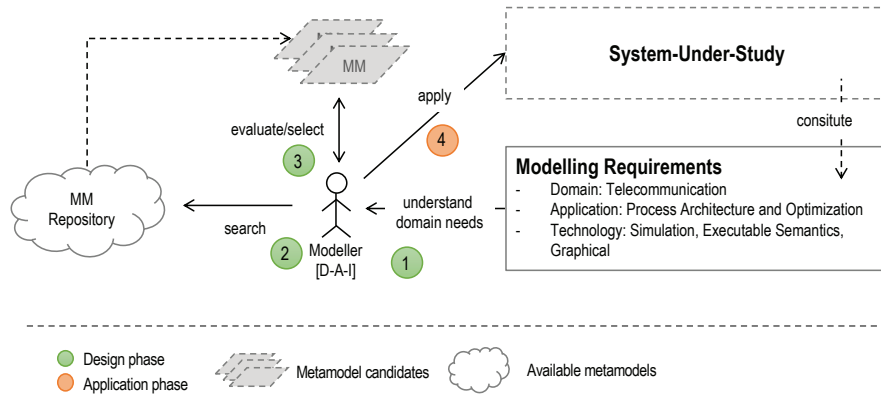 MM
System-Under-Study
apply
consitute
evaluate/select
4
3
Modelling Requirements
- Domain: Telecommunication
- Application: Process Architecture and Optimization
- Technology: Simulation, Executable Semantics,
Graphical
MM
Repository
understand
domain needs
search
Modeller
[D-A-I]
2
1
Design phase
Application phase
Metamodel candidates
Available metamodels